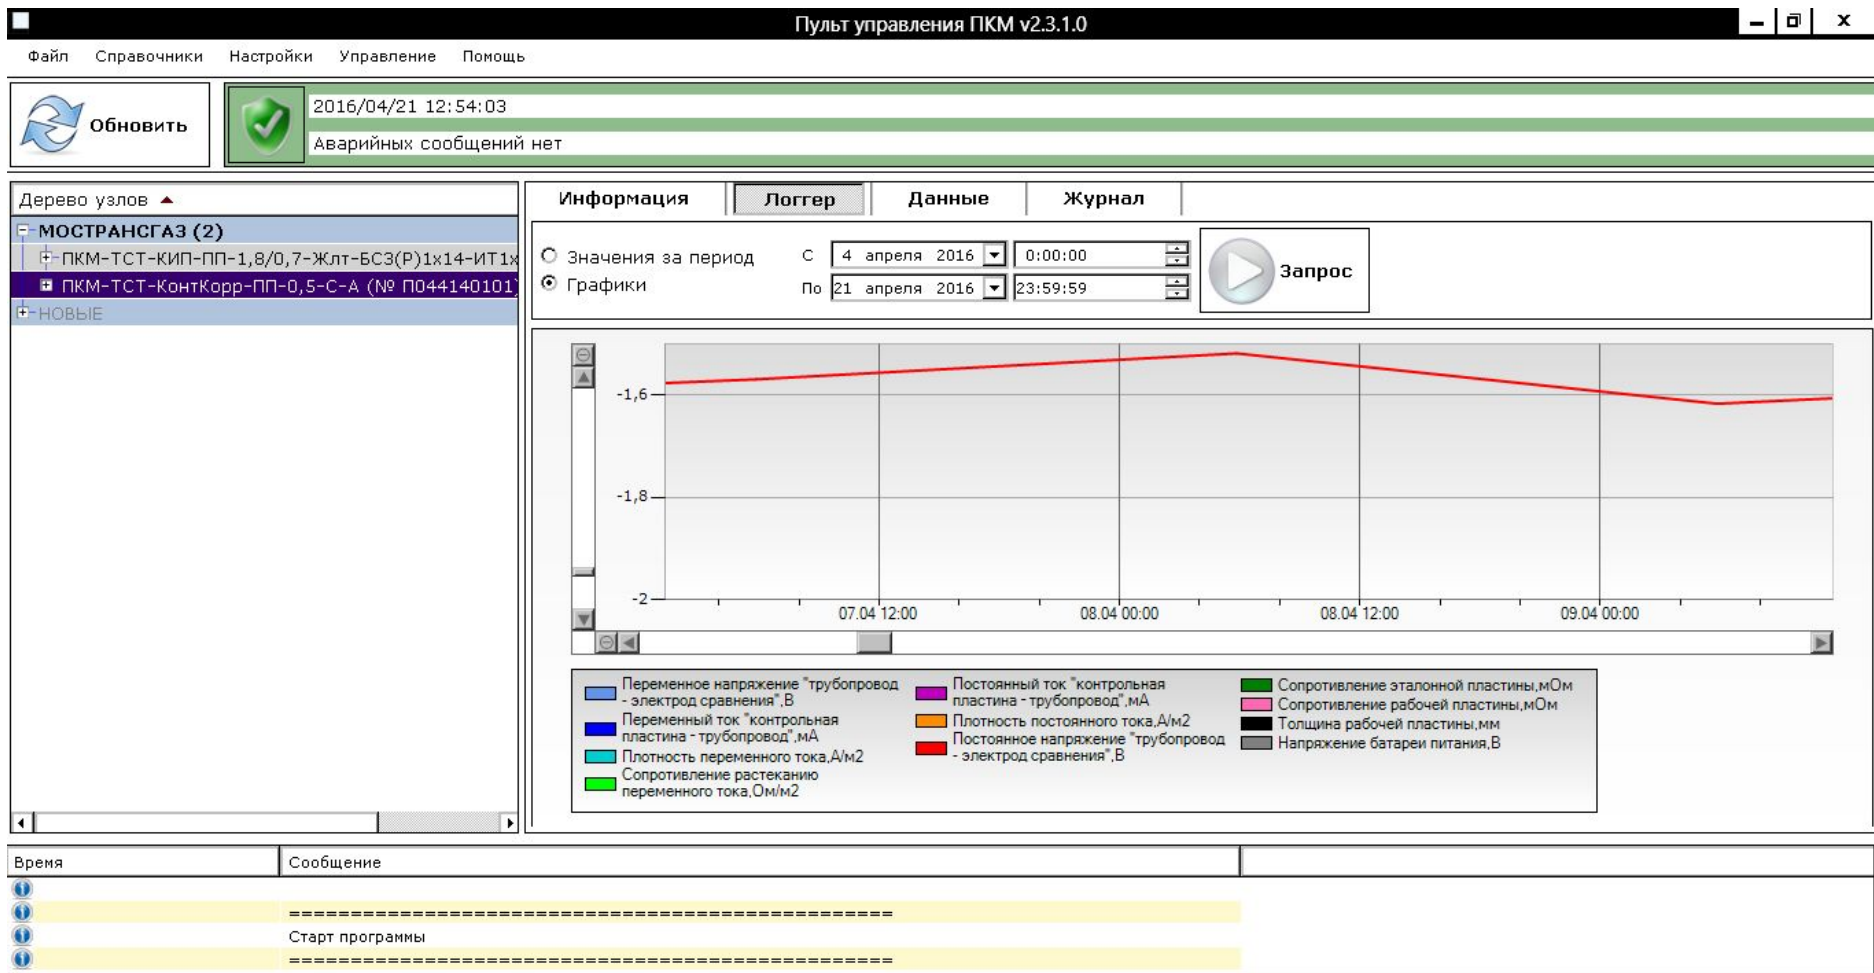 Пульт управления ПКМ v2.3.1.0
Файл Справочники Настройки Управление Помощь
Обновить
2016/04/21 12:54:03
Аварийных сообщений нет
Дерево узлов
МОСТРАНСГАЗ (2)
ПКМ-ТСТ-КИП-ПП-1,8/0,7-Жлт-БСЗ(Р)1х14-ИТ1х
ПКМ-ТСТ-КонтКорр-ПП-0,5-С-А (№ П044140101)
НОВЫЕ
Информация Логгер Данные Журнал
Значения за период
Графики
С 4 апреля 2016 0:00:00
По 21 апреля 2016 23:59:59
Запрос
-1,6
-1,8
-2
07.04 12:00 08.04 00:00 08.04 12:00 09.04 00:00
Переменное напряжение "трубопровод
- электрод сравнения",В
Переменный ток "контрольная
пластина - трубопровод",мА
Плотность переменного тока,А/м2
Сопротивление растеканию
переменного тока,Ом/м2
Постоянный ток "контрольная
пластина - трубопровод",мА
Плотность постоянного тока,А/м2
Постоянное напряжение "трубопровод
- электрод сравнения",В
Сопротивление эталонной пластины,мОм
Сопротивление рабочей пластины,мОм
Толщина рабочей пластины,мм
Напряжение батареи питания,В
Время Сообщение
=================================================
Старт программы
=================================================